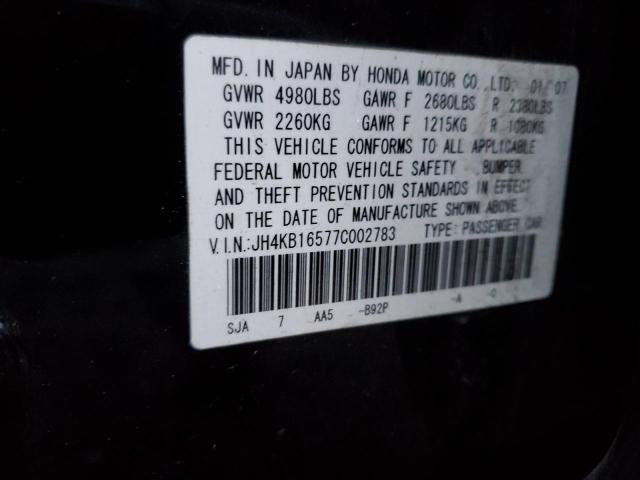 MFD. IN JAPAN BY HONDA MOTOR CO., LTD. 01/07
GVWR 4980LBS GAWR F 2680LBS R 2380LBS
GVWR 2260KG GAWR F 1215KG R 1080KG
THIS VEHICLE CONFORMS TO ALL APPLICABLE
FEDERAL MOTOR VEHICLE SAFETY , BUMPER,
AND THEFT PREVENTION STANDARDS IN EFFECT
ON THE DATE OF MANUFACTURE SHOWN ABOVE.
V.I.N.:JH4KB16577C002783 TYPE: PASSENGER CAR
SJA 7 AA5 -B92P -A -C